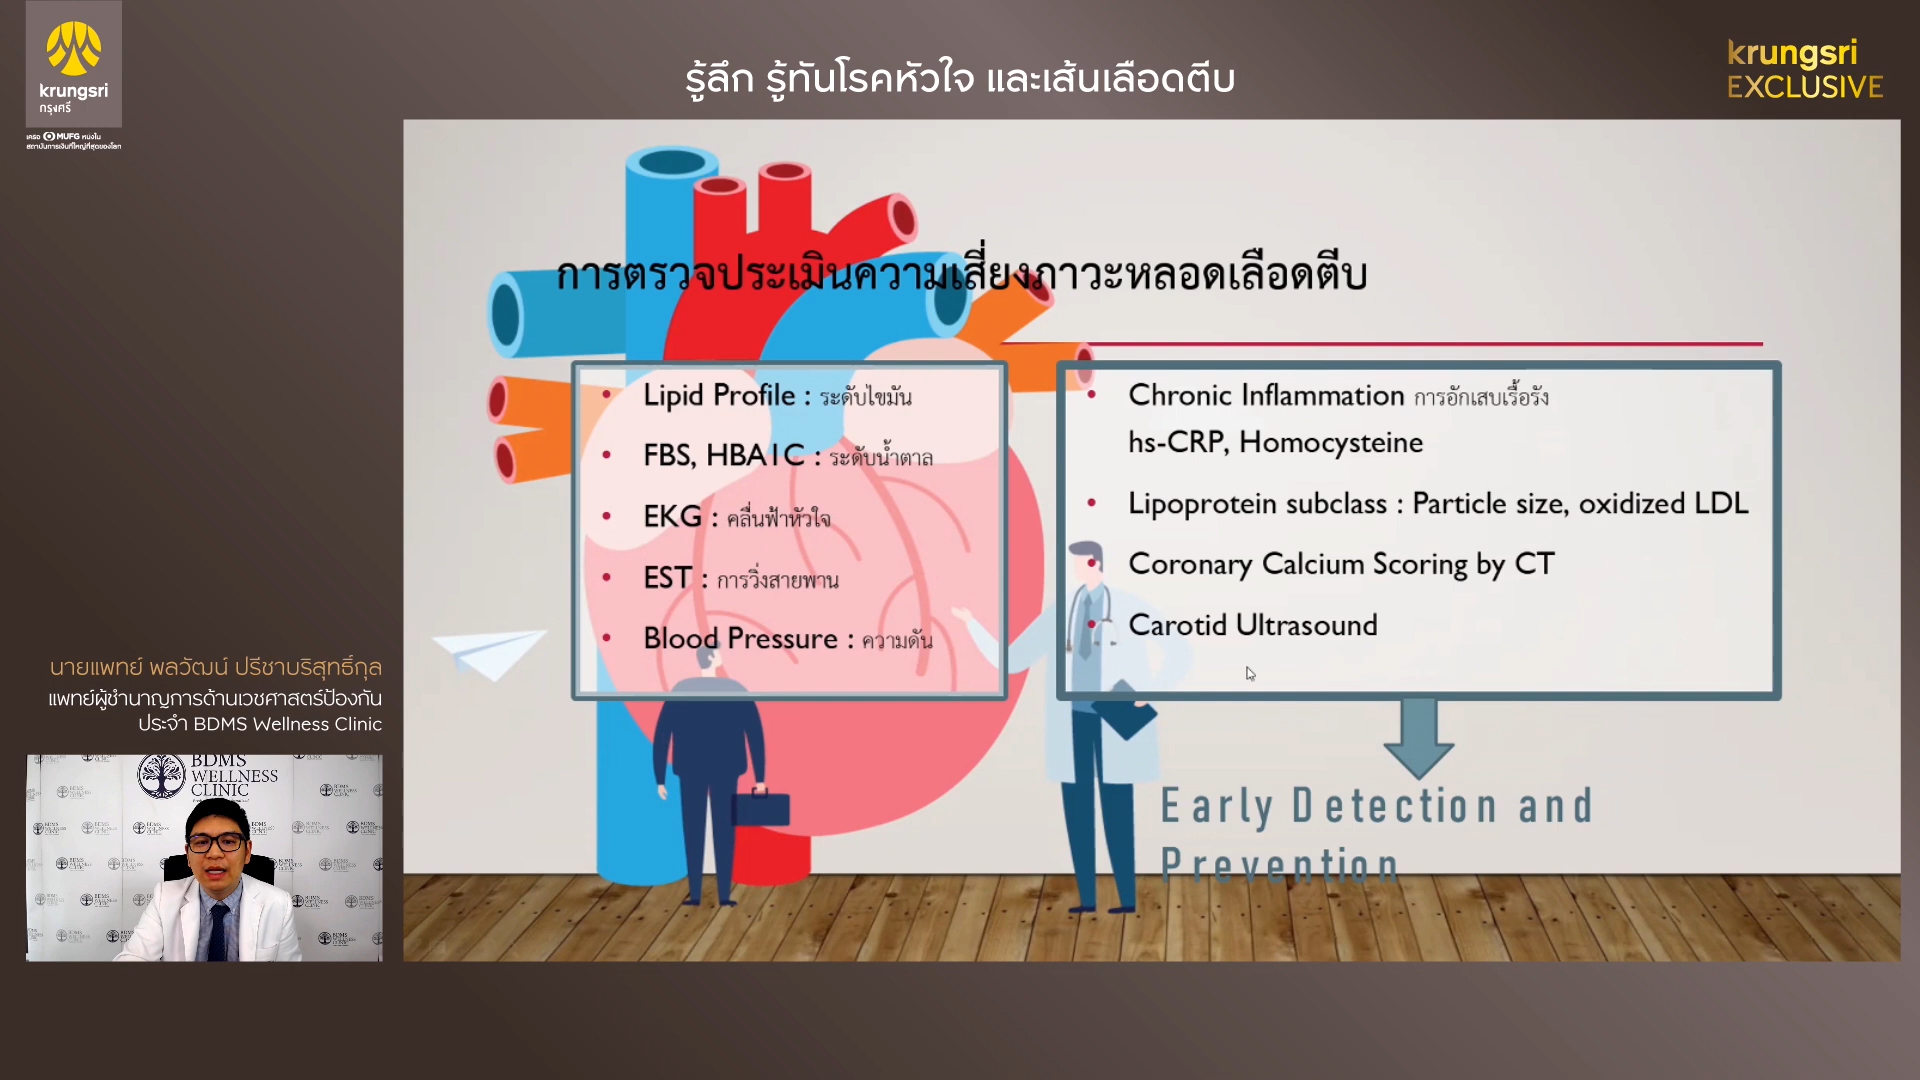 krungsri
กรุงศรี
เครือ MUFG หนึ่งใน
สถาบันการเงินที่ใหญ่ที่สุดของโลก
รู้ลึก รู้ทันโรคหัวใจ และเส้นเลือดตีบ
krungsri
EXCLUSIVE
การตรวจประเมินความเสี่ยงภาวะหลอดเลือดตีบ
• Lipid Profile : ระดับไขมัน
• FBS, HBA1C : ระดับน้ำตาล
• EKG : คลื่นฟ้าหัวใจ
• EST : การวิ่งสายพาน
• Blood Pressure : ความดัน
• Chronic Inflammation การอักเสบเรื้อรัง
hs-CRP, Homocysteine
• Lipoprotein subclass : Particle size, oxidized LDL
• Coronary Calcium Scoring by CT
• Carotid Ultrasound
Early Detection and
Prevention
นายแพทย์ พลวัฒน์ ปรีชาบริสุทธิ์กุล
แพทย์ผู้ชำนาญการด้านเวชศาสตร์ป้องกัน
ประจำ BDMS Wellness Clinic
BDMS
WELLNESS
CLINIC